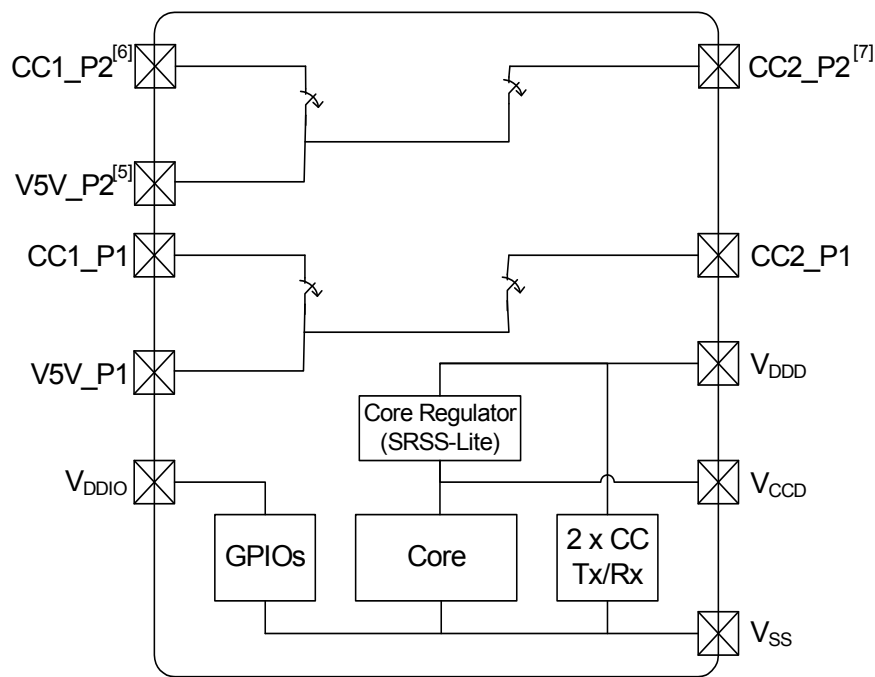 CC1_P2[6]
CC2_P2[7]
V5V_P2[5]
CC1_P1
CC2_P1
V5V_P1
VDDD
Core Regulator
(SRSS-Lite)
VDDIO
VCCD
GPIOs
Core
2 x CC
Tx/Rx
VSS